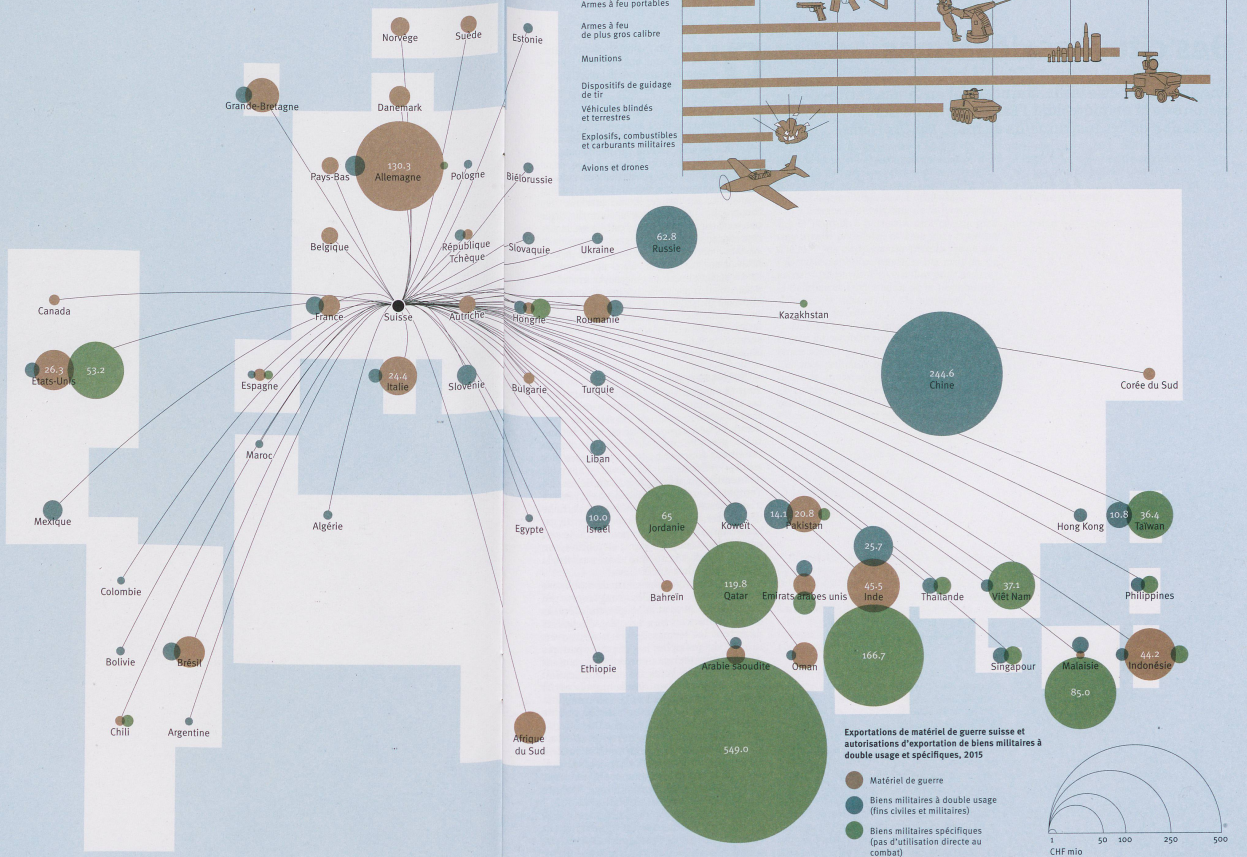 Armes à feu portables
Armes à feu
de plus gros calibre
Munitions
Dispositifs de guidage
de tir
Véhicules blindés
et terrestres
Explosifs, combustibles
et carburants militaires
Avions et drones
Norvège
Suède
Estonie
Grande-Bretagne
Danemark
130.3
Pays-Bas
Allemagne
Pologne
Biélorussie
Belgique
République
Tchèque
Slovaquie
Ukraine
62.8
Russie
Canada
France
Suisse
Autriche
Hongrie
Roumanie
Kazakhstan
26.3
53.2
Etats-Unis
Espagne
24.4
Italie
Slovénie
Bulgarie
Turquie
244.6
Chine
Corée du Sud
Maroc
Liban
Mexique
Algérie
Egypte
10.0
Israël
65
Jordanie
Koweït
14.1
20.8
Pakistan
Hong Kong
10.8
36.4
Taïwan
25.7
Colombie
Bahreïn
119.8
Qatar
Emirats arabes unis
45.5
Inde
Thaïlande
37.1
Viêt Nam
Philippines
Bolivie
Brésil
Ethiopie
Arabie saoudite
Oman
166.7
Singapour
Malaisie
44.2
Indonésie
85.0
Chili
Argentine
Afrique
du Sud
549.0
Exportations de matériel de guerre suisse et
autorisations d'exportation de biens militaires à
double usage et spécifiques, 2015
Matériel de guerre
Biens militaires à double usage
(fins civiles et militaires)
Biens militaires spécifiques
(pas d'utilisation directe au
combat)
1 50 100 250 500
CHF mio